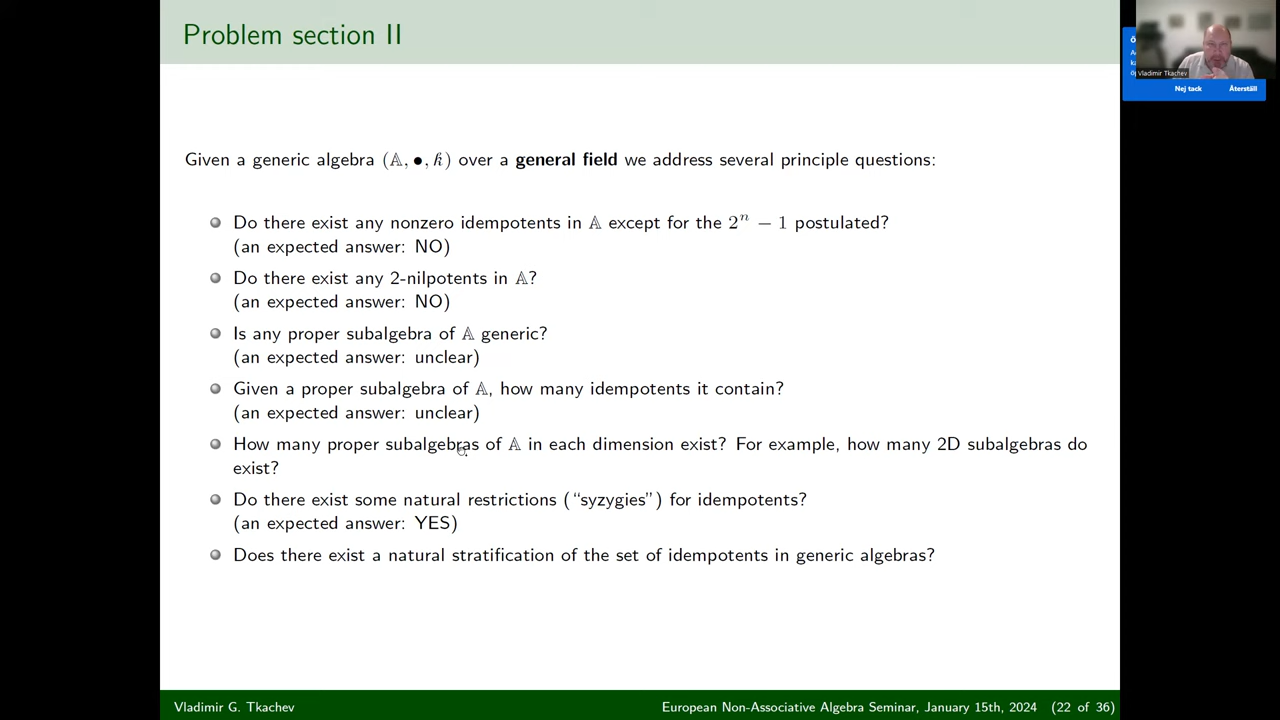 Problem section II
Given a generic algebra (𝔸, •, ƙ) over a general field we address several principle questions:
Do there exist any nonzero idempotents in 𝔸 except for the 2ⁿ − 1 postulated?
(an expected answer: NO)
Do there exist any 2-nilpotents in 𝔸?
(an expected answer: NO)
Is any proper subalgebra of 𝔸 generic?
(an expected answer: unclear)
Given a proper subalgebra of 𝔸, how many idempotents it contain?
(an expected answer: unclear)
How many proper subalgebras of 𝔸 in each dimension exist? For example, how many 2D subalgebras do
exist?
Do there exist some natural restrictions (“syzygies”) for idempotents?
(an expected answer: YES)
Does there exist a natural stratification of the set of idempotents in generic algebras?
Vladimir G. Tkachev
European Non-Associative Algebra Seminar, January 15th, 2024 (22 of 36)
Vladimir Tkachev
Nej tack
Återställ